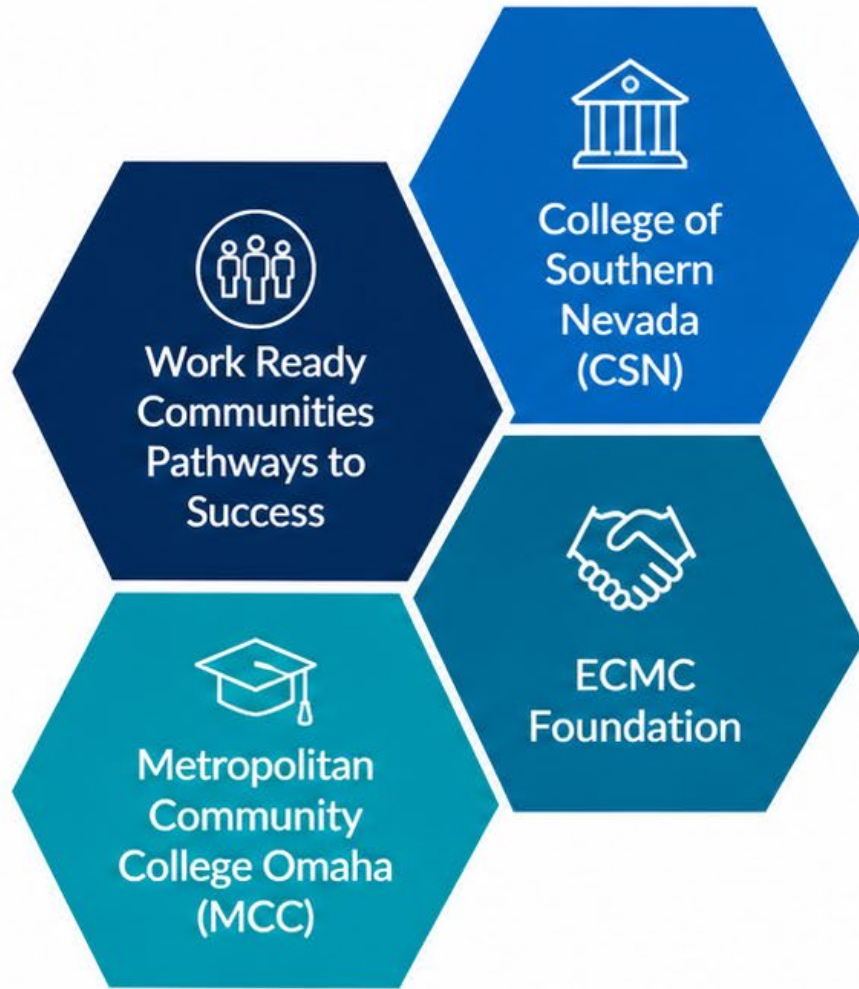 College of
Southern
Nevada
(CSN)
Work Ready
Communities
Pathways to
Success
ECMC
Foundation
Metropolitan
Community
College Omaha
(MCC)